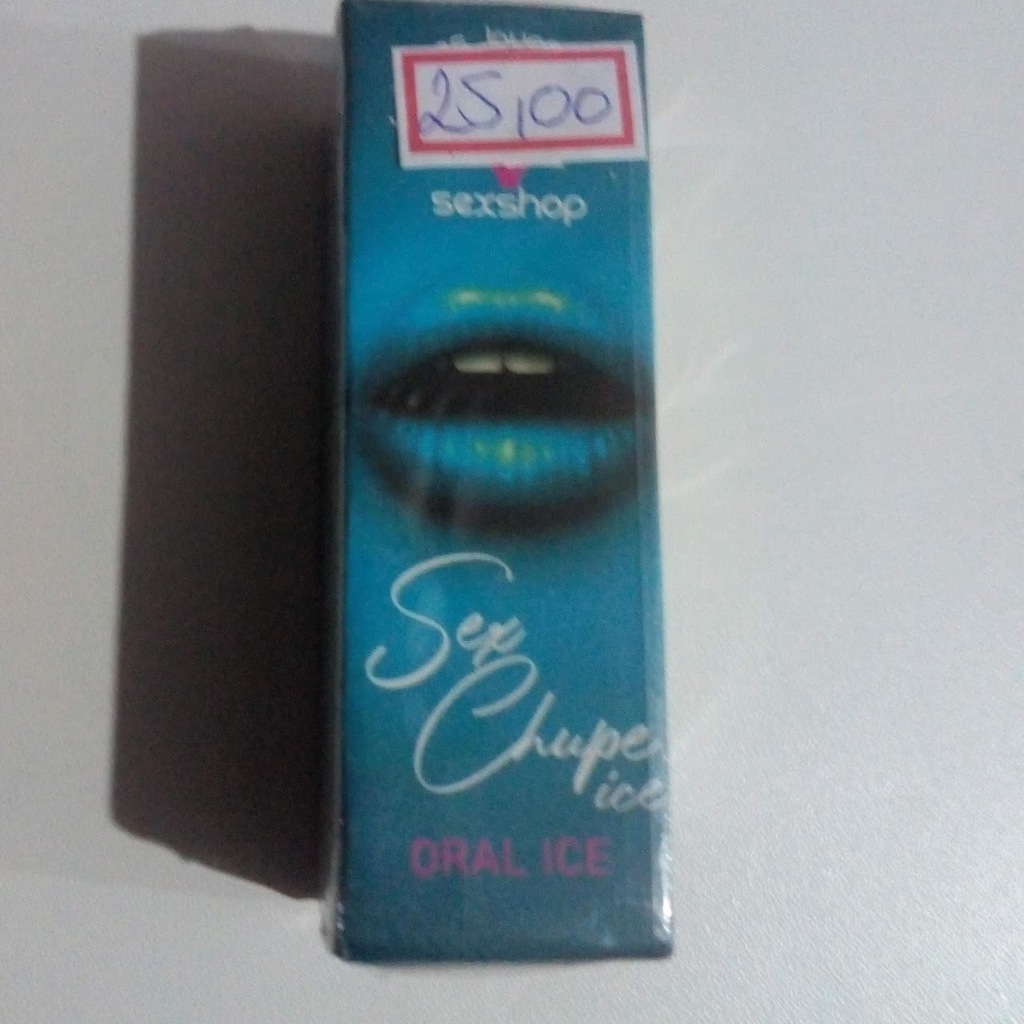 25,00
sexshop
Sex
Chupe
ice
ORAL ICE